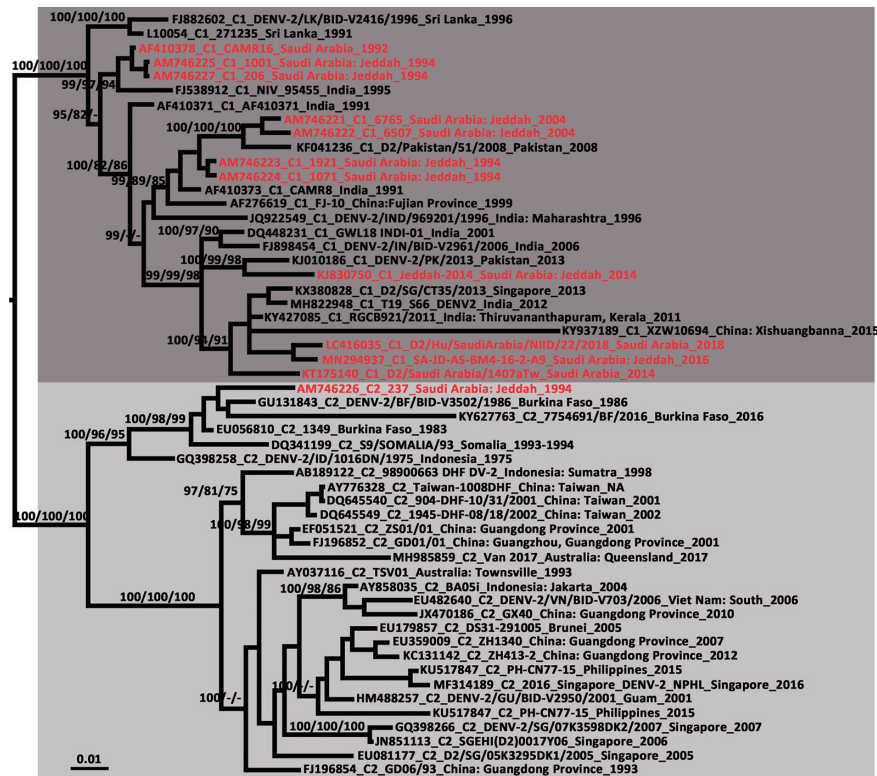 FJ882602_C1_DENV-2/LK/BID-V2416/1996_Sri Lanka_1996
100/100/100
L10054_C1_271235_Sri Lanka_1991
AF410378_C1_CAMR16_Saudi Arabia_1992
100/100/100
AM746225_C1_1001_Saudi Arabia: Jeddah_1994
AM746227_C1_206_Saudi Arabia: Jeddah_1994
99/97/94
FJ538912_C1_NIV_95455_India_1995
95/82/-
AF410371_C1_AF410371_India_1991
AM746221_C1_6765_Saudi Arabia: Jeddah_2004
100/100/100
AM746222_C1_6507_Saudi Arabia: Jeddah_2004
KF041236_C1_D2/Pakistan/51/2008_Pakistan_2008
100/82/86
AM746223_C1_1921_Saudi Arabia: Jeddah_1994
AM746224_C1_1071_Saudi Arabia: Jeddah_1994
99/89/85
AF410373_C1_CAMR8_India_1991
AF276619_C1_FJ-10_China:Fujian Province_1999
JQ922549_C1_DENV-2/IND/969201/1996_India: Maharashtra_1996
99/-/-
100/97/90
DQ448231_C1_GWL18 INDI-01_India_2001
FJ898454_C1_DENV-2/IN/BID-V2961/2006_India_2006
100/99/98
KJ010186_C1_DENV-2/PK/2013_Pakistan_2013
99/99/98
KJ830750_C1_Jeddah-2014_Saudi Arabia: Jeddah_2014
KX380828_C1_D2/SG/CT35/2013_Singapore_2013
MH822948_C1_T19_S66_DENV2_India_2012
KY427085_C1_RGCB921/2011_India: Thiruvananthapuram, Kerala_2011
KY937189_C1_XZW10694_China: Xishuangbanna_2015
100/94/91
LC416035_C1_D2/Hu/SaudiArabia/NIID/22/2018_Saudi Arabia_2018
MN294937_C1_SA-JD-AS-BM4-16-2-A9_Saudi Arabia: Jeddah_2016
KT175140_C1_D2/Saudi Arabia/1407aTw_Saudi Arabia_2014
AM746226_C2_237_Saudi Arabia: Jeddah_1994
GU131843_C2_DENV-2/BF/BID-V3502/1986_Burkina Faso_1986
100/98/99
KY627763_C2_7754691/BF/2016_Burkina Faso_2016
EU056810_C2_1349_Burkina Faso_1983
100/96/95
DQ341199_C2_S9/SOMALIA/93_Somalia_1993-1994
GQ398258_C2_DENV-2/ID/1016DN/1975_Indonesia_1975
AB189122_C2_98900663 DHF DV-2_Indonesia: Sumatra_1998
97/81/75
AY776328_C2_Taiwan-1008DHF_China: Taiwan_NA
DQ645540_C2_904-DHF-10/31/2001_China: Taiwan_2001
100/100/100
DQ645549_C2_1945-DHF-08/18/2002_China: Taiwan_2002
100/98/99
EF051521_C2_ZS01/01_China: Guangdong Province_2001
FJ196852_C2_GD01/01_China: Guangzhou, Guangdong Province_2001
MH985859_C2_Van 2017_Australia: Queensland_2017
AY037116_C2_TSV01_Australia: Townsville_1993
100/98/86
AY858035_C2_BA05i_Indonesia: Jakarta_2004
100/100/100
EU482640_C2_DENV-2/VN/BID-V703/2006_Viet Nam: South_2006
JX470186_C2_GX40_China: Guangdong Province_2010
EU179857_C2_DS31-291005_Brunei_2005
EU359009_C2_ZH1340_China: Guangdong Province_2007
KC131142_C2_ZH413-2_China: Guangdong Province_2012
KU517847_C2_PH-CN77-15_Philippines_2015
100/-/-
MF314189_C2_2016_Singapore_DENV-2_NPHL_Singapore_2016
100/-/-
HM488257_C2_DENV-2/GU/BID-V2950/2001_Guam_2001
KU517847_C2_PH-CN77-15_Philippines_2015
100/100/100
GQ398266_C2_DENV-2/SG/07K3598DK2/2007_Singapore_2007
JN851113_C2_SGEHI(D2)0017Y06_Singapore_2006
EU081177_C2_D2/SG/05K3295DK1/2005_Singapore_2005
0.01
FJ196854_C2_GD06/93_China: Guangdong Province_1993